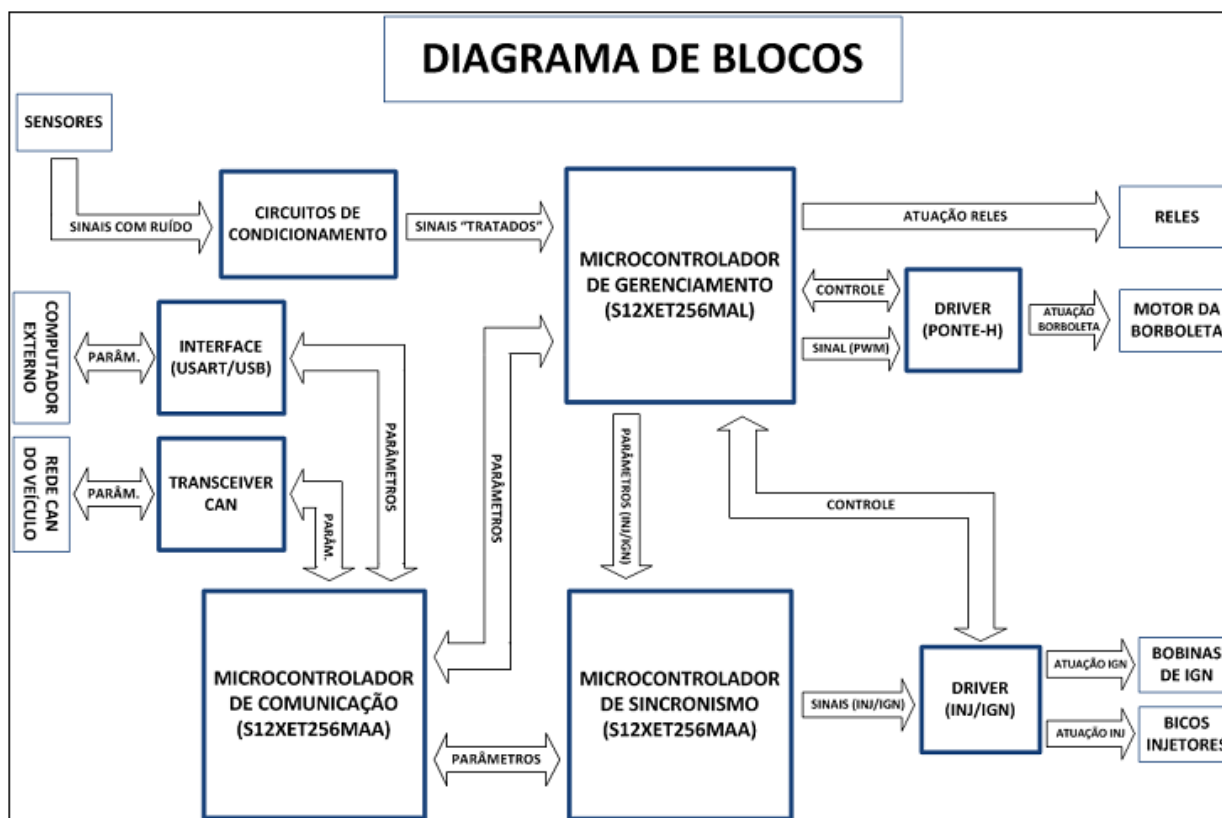 DIAGRAMA DE BLOCOS
SENSORES
SINAIS COM RUÍDO
CIRCUITOS DE
CONDICIONAMENTO
SINAIS “TRATADOS”
MICROCONTROLADOR
DE GERENCIAMENTO
(S12XET256MAL)
ATUAÇÃO RELES
RELES
CONTROLE
SINAL (PWM)
DRIVER
(PONTE-H)
ATUAÇÃO
BORBOLETA
MOTOR DA
BORBOLETA
COMPUTADOR
EXTERNO
PARÂM.
INTERFACE
(USART/USB)
PARÂMETROS
REDE CAN
DO VEÍCULO
PARÂM.
TRANSCEIVER
CAN
PARÂM.
PARÂMETROS
PARÂMETROS
(INJ/IGN)
CONTROLE
MICROCONTROLADOR
DE COMUNICAÇÃO
(S12XET256MAA)
PARÂMETROS
MICROCONTROLADOR
DE SINCRONISMO
(S12XET256MAA)
SINAIS (INJ/IGN)
DRIVER
(INJ/IGN)
ATUAÇÃO IGN
BOBINAS
DE IGN
ATUAÇÃO INJ
BICOS
INJETORES